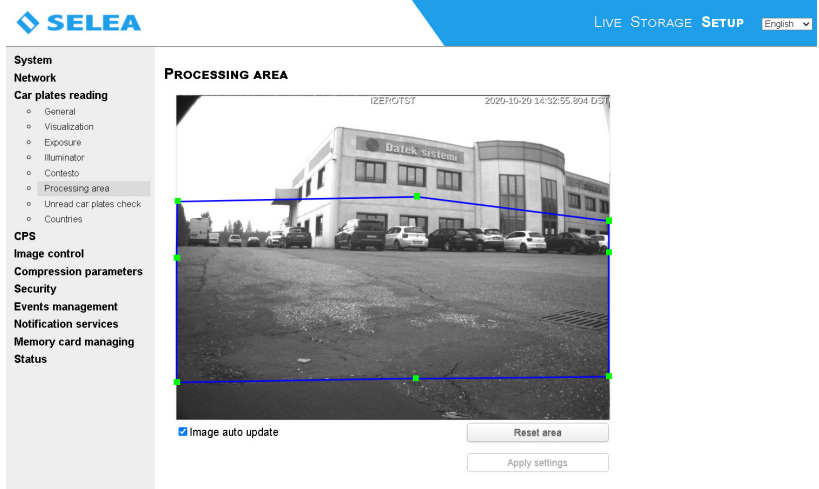 SELEA
LIVE STORAGE SETUP English
System
Network
Car plates reading
General
Visualization
Exposure
Illuminator
Contesto
Processing area
Unread car plates check
Countries
CPS
Image control
Compression parameters
Security
Events management
Notification services
Memory card managing
Status
PROCESSING AREA
IZEROTST 2020-10-20 14:32:55.804 DST
Datek sistemi
SELEA
Image auto update
Reset area
Apply settings